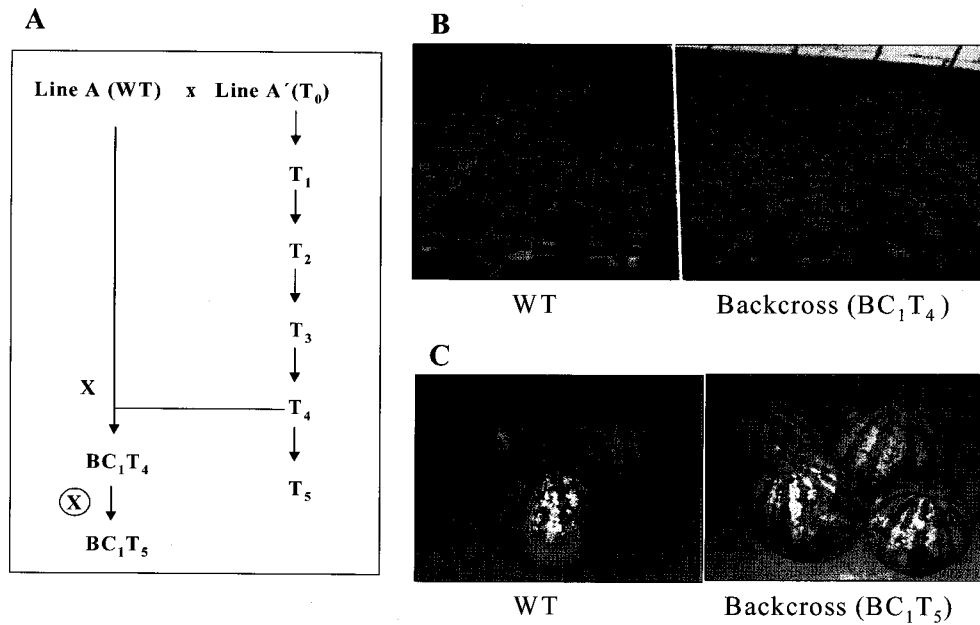 A
Line A (WT) x Line A´(T₀)
T₁
T₂
T₃
X
T₄
BC₁T₄
X
T₅
BC₁T₅
B
WT
Backcross (BC₁T₄)
C
WT
Backcross (BC₁T₅)